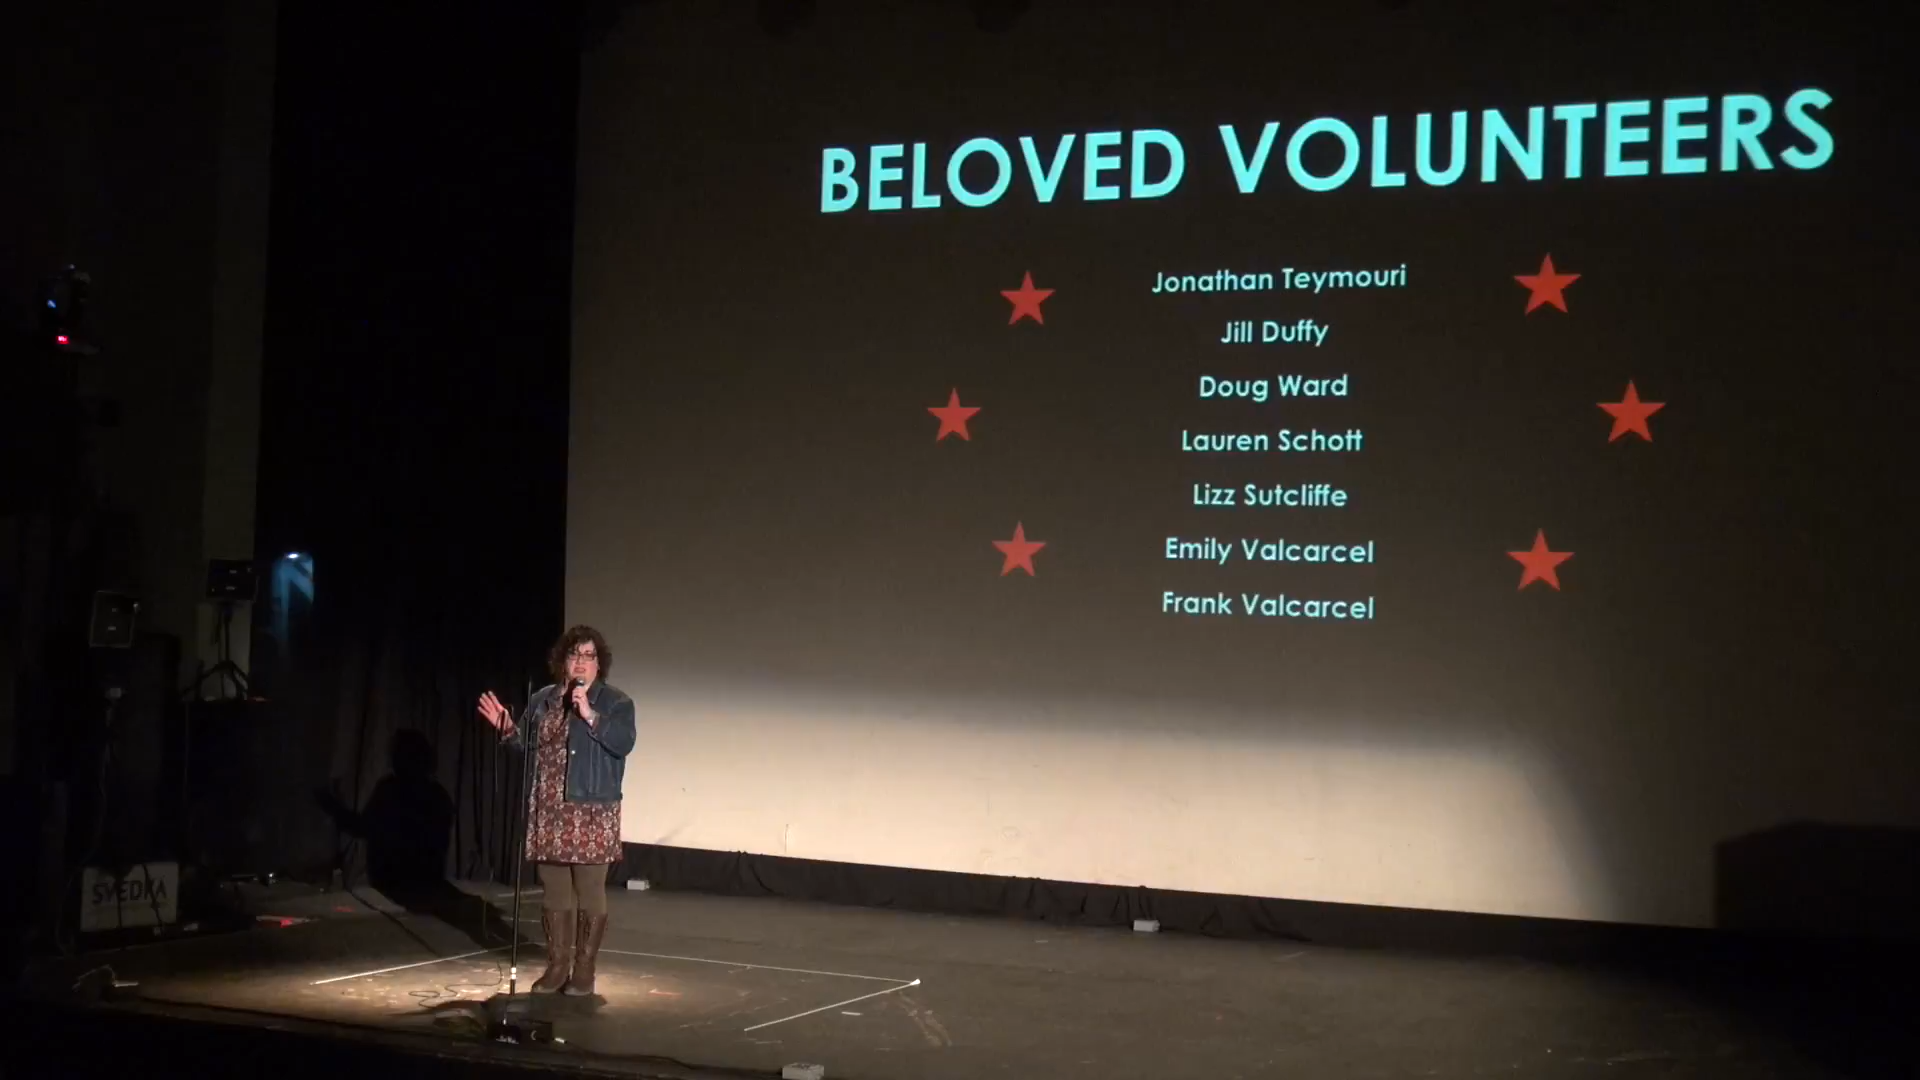 BELOVED VOLUNTEERS
Jonathan Teymouri
Jill Duffy
Doug Ward
Lauren Schott
Lizz Sutcliffe
Emily Valcarcel
Frank Valcarcel
SVEDKA